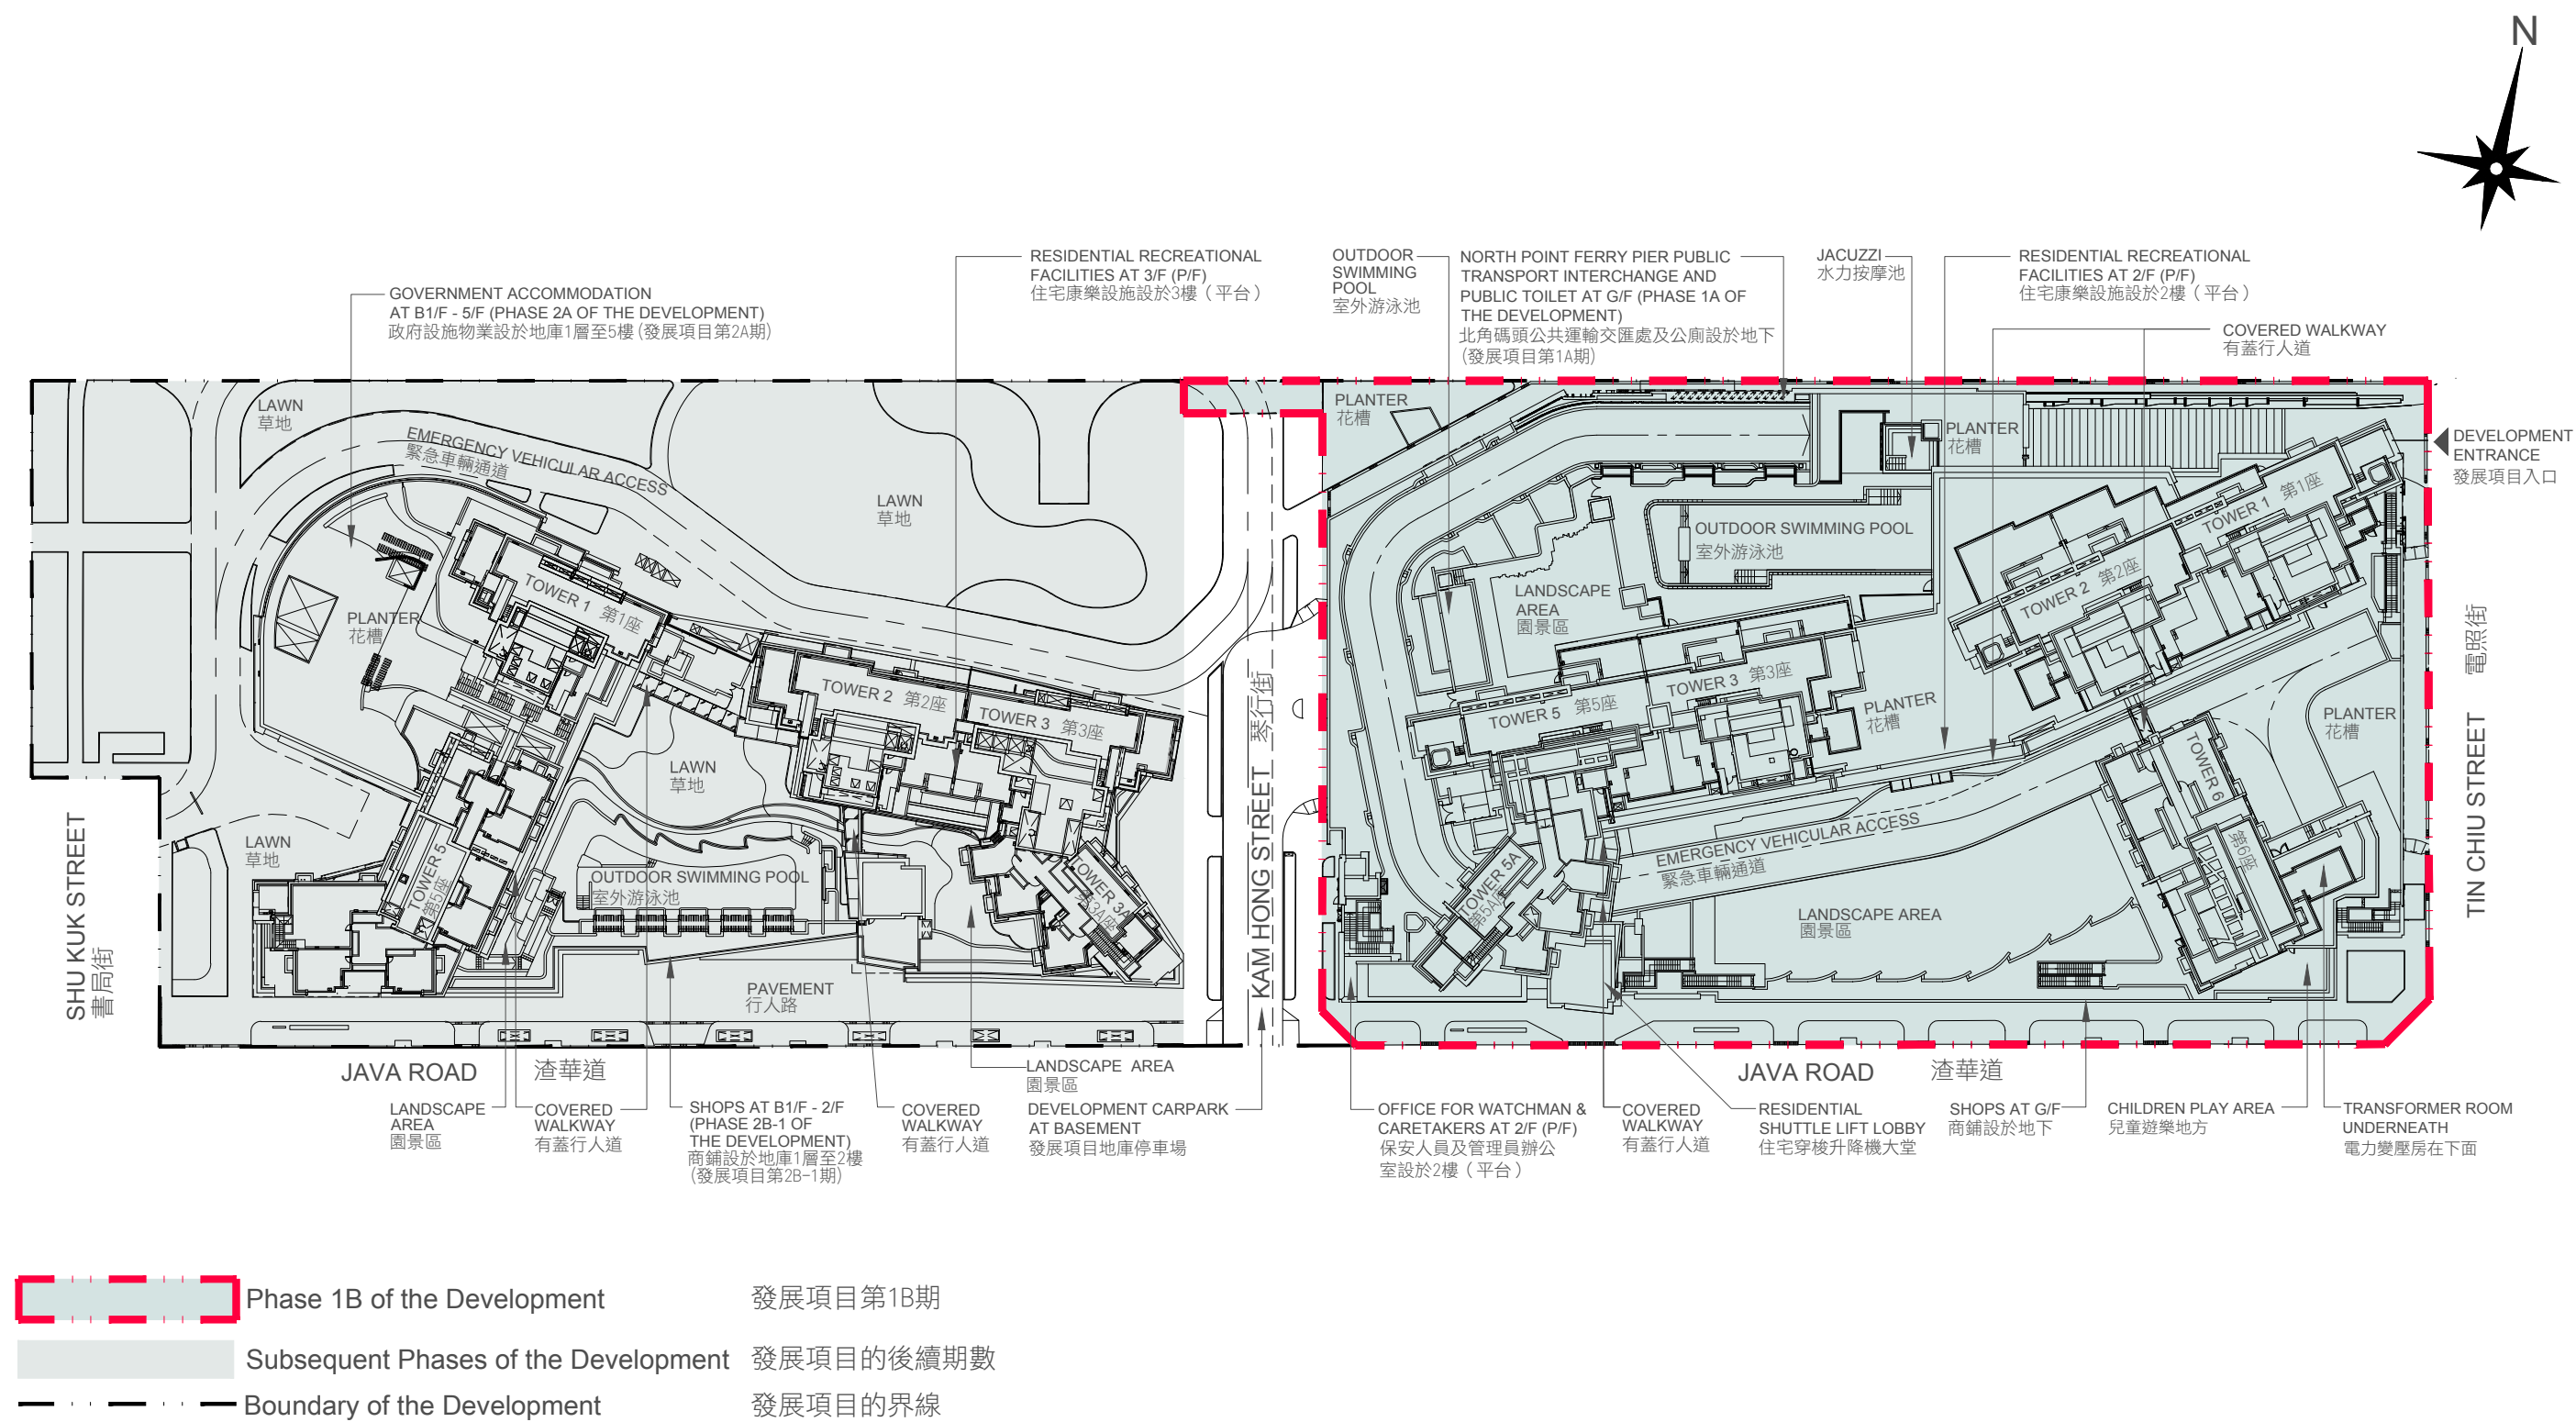 N
RESIDENTIAL RECREATIONAL
FACILITIES AT 3/F (P/F)
住宅康樂設施設於3樓（平台）
OUTDOOR
SWIMMING
POOL
室外游泳池
NORTH POINT FERRY PIER PUBLIC
TRANSPORT INTERCHANGE AND
PUBLIC TOILET AT G/F (PHASE 1A OF
THE DEVELOPMENT)
北角碼頭公共運輸交匯處及公廁設於地下
(發展項目第1A期)
JACUZZI
水力按摩池
RESIDENTIAL RECREATIONAL
FACILITIES AT 2/F (P/F)
住宅康樂設施設於2樓（平台）
GOVERNMENT ACCOMMODATION
AT B1/F - 5/F (PHASE 2A OF THE DEVELOPMENT)
政府設施物業設於地庫1層至5樓(發展項目第2A期)
COVERED WALKWAY
有蓋行人道
LAWN
草地
EMERGENCY VEHICULAR ACCESS
緊急車輛通道
LAWN
草地
PLANTER
花槽
PLANTER
花槽
DEVELOPMENT
ENTRANCE
發展項目入口
OUTDOOR SWIMMING POOL
室外游泳池
TOWER 1 第1座
TOWER 2 第2座
LANDSCAPE
AREA
園景區
PLANTER
花槽
TOWER 1 第1座
TOWER 2 第2座
TOWER 3 第3座
TOWER 3 第3座
TOWER 5 第5座
PLANTER
花槽
PLANTER
花槽
TOWER 6
第6座
電照街
TIN CHIU STREET
LAWN
草地
KAM HONG STREET 琴行街
LAWN
草地
TOWER 5
第5座
OUTDOOR SWIMMING POOL
室外游泳池
TOWER 3A
第3A座
TOWER 5A
第5A座
EMERGENCY VEHICULAR ACCESS
緊急車輛通道
LANDSCAPE AREA
園景區
SHU KUK STREET
書局街
PAVEMENT
行人路
JAVA ROAD 渣華道
LANDSCAPE AREA
園景區
JAVA ROAD 渣華道
LANDSCAPE
AREA
園景區
COVERED
WALKWAY
有蓋行人道
SHOPS AT B1/F - 2/F
(PHASE 2B-1 OF
THE DEVELOPMENT)
商鋪設於地庫1層至2樓
(發展項目第2B-1期)
COVERED
WALKWAY
有蓋行人道
DEVELOPMENT CARPARK
AT BASEMENT
發展項目地庫停車場
OFFICE FOR WATCHMAN &
CARETAKERS AT 2/F (P/F)
保安人員及管理員辦公
室設於2樓（平台）
COVERED
WALKWAY
有蓋行人道
RESIDENTIAL
SHUTTLE LIFT LOBBY
住宅穿梭升降機大堂
SHOPS AT G/F
商鋪設於地下
CHILDREN PLAY AREA
兒童遊樂地方
TRANSFORMER ROOM
UNDERNEATH
電力變壓房在下面
Phase 1B of the Development 發展項目第1B期
Subsequent Phases of the Development 發展項目的後續期數
Boundary of the Development 發展項目的界線